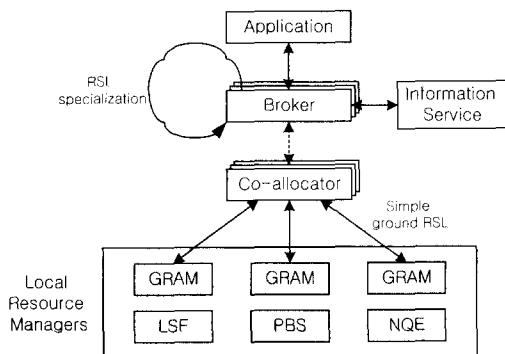 Application
RSL
specialization
Broker
Information
Service
Co-allocator
Simple
ground RSL
Local
Resource
Managers
GRAM
GRAM
GRAM
LSF
PBS
NQE